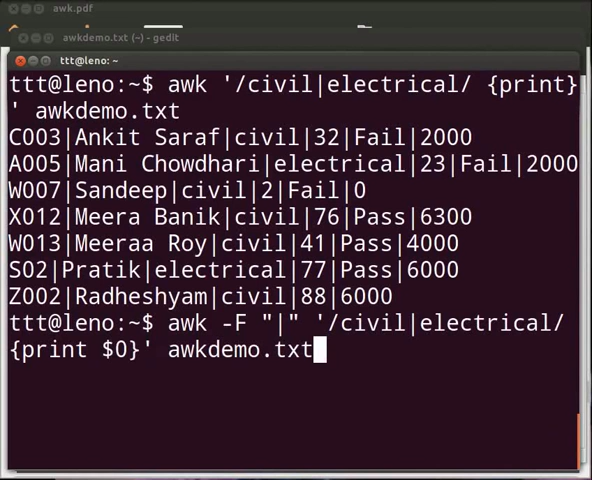 awk.pdf
awkdemo.txt (~) - gedit
ttt@leno: ~
ttt@leno:~$ awk '/civil|electrical/ {print}
' awkdemo.txt
C003|Ankit Saraf|civil|32|Fail|2000
A005|Mani Chowdhari|electrical|23|Fail|2000
W007|Sandeep|civil|2|Fail|0
X012|Meera Banik|civil|76|Pass|6300
W013|Meeraa Roy|civil|41|Pass|4000
S02|Pratik|electrical|77|Pass|6000
Z002|Radheshyam|civil|88|6000
ttt@leno:~$ awk -F "|" '/civil|electrical/
{print $0}' awkdemo.txt